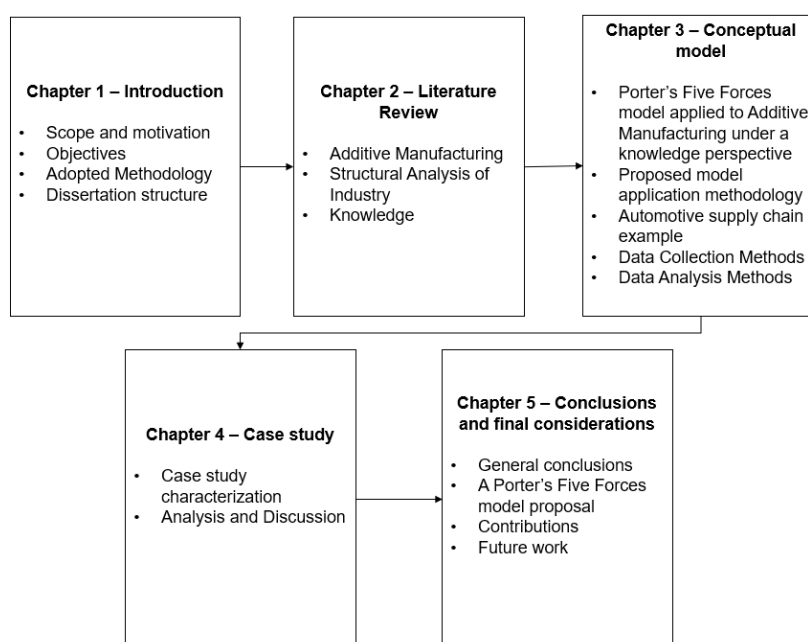 Chapter 1 – Introduction
• Scope and motivation
• Objectives
• Adopted Methodology
• Dissertation structure
Chapter 2 – Literature
Review
• Additive Manufacturing
• Structural Analysis of
Industry
• Knowledge
Chapter 3 – Conceptual
model
• Porter's Five Forces
model applied to Additive
Manufacturing under a
knowledge perspective
• Proposed model
application methodology
• Automotive supply chain
example
• Data Collection Methods
• Data Analysis Methods
Chapter 4 – Case study
• Case study
characterization
• Analysis and Discussion
Chapter 5 – Conclusions
and final considerations
• General conclusions
• A Porter's Five Forces
model proposal
• Contributions
• Future work